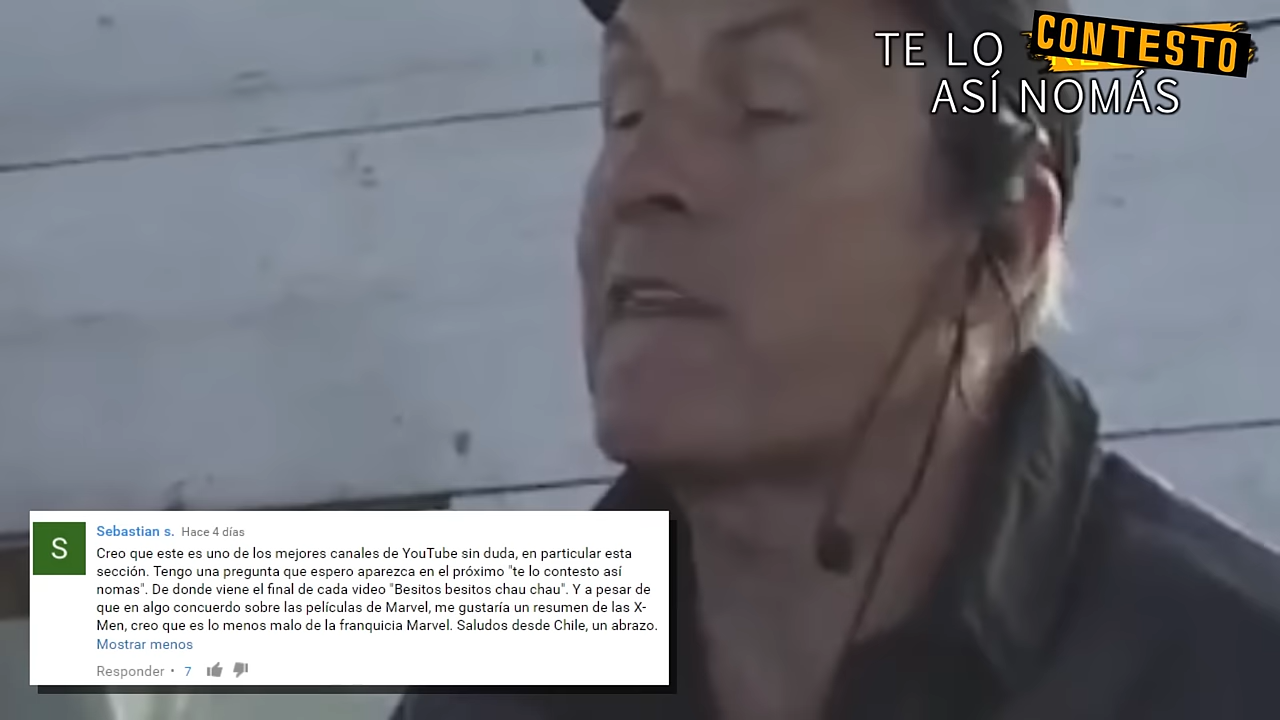 TE LO CONTESTO
ASÍ NOMÁS
S
Sebastian s. Hace 4 días
Creo que este es uno de los mejores canales de YouTube sin duda, en particular esta
sección. Tengo una pregunta que espero aparezca en el próximo "te lo contesto así
nomas". De donde viene el final de cada video "Besitos besitos chau chau". Y a pesar de
que en algo concuerdo sobre las películas de Marvel, me gustaría un resumen de las X-
Men, creo que es lo menos malo de la franquicia Marvel. Saludos desde Chile, un abrazo.
Mostrar menos
Responder • 7